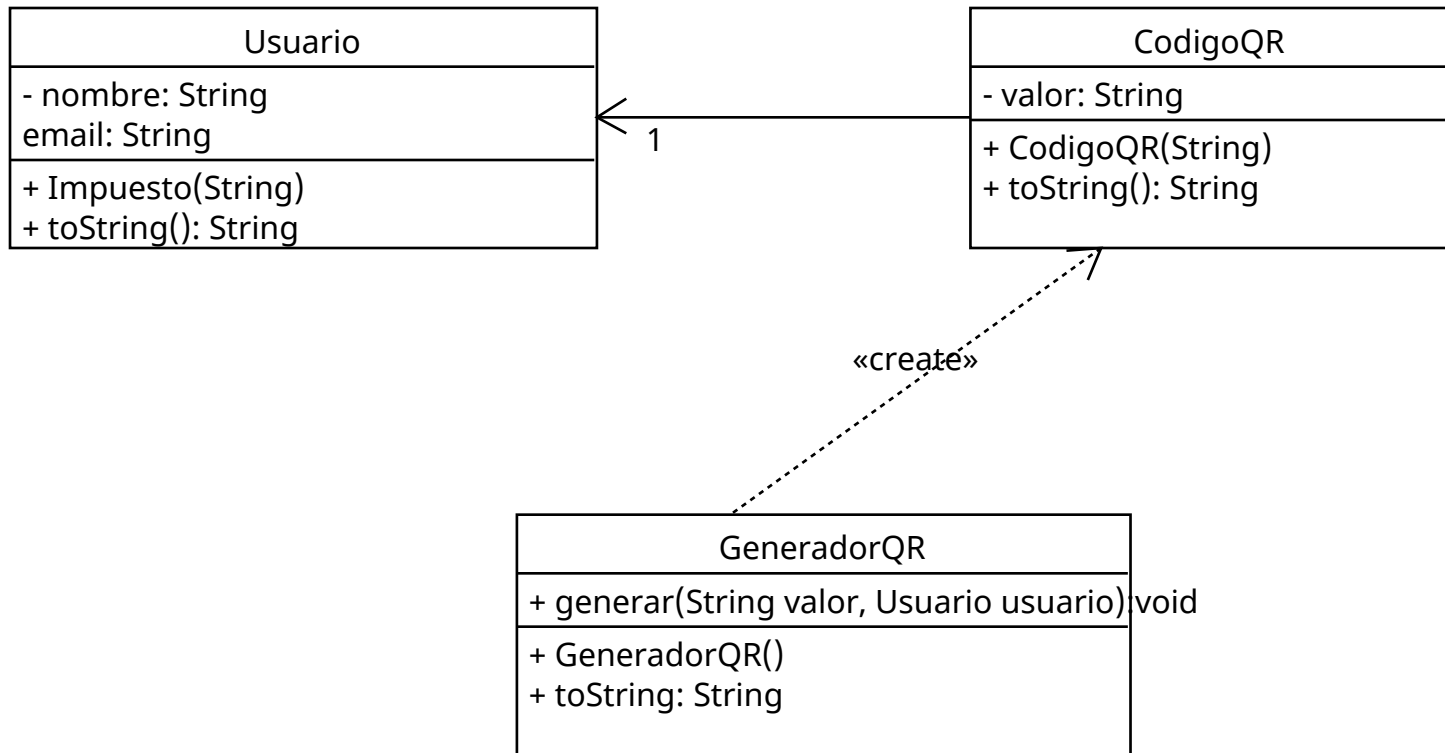 Usuario
- nombre: String
email: String
+ Impuesto(String)
+ toString(): String
1
CodigoQR
- valor: String
+ CodigoQR(String)
+ toString(): String
«create»
GeneradorQR
+ generar(String valor, Usuario usuario):void
+ GeneradorQR()
+ toString: String